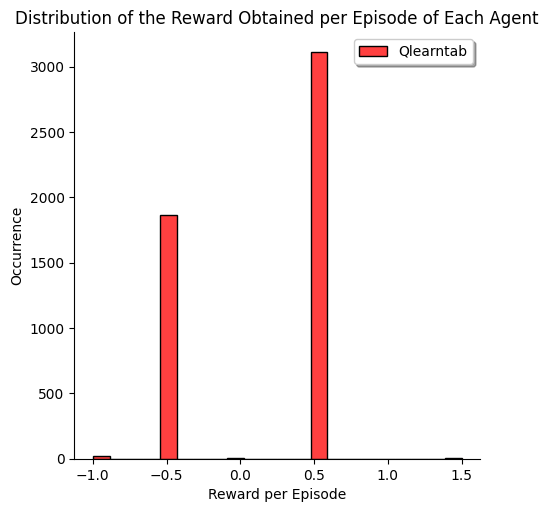 Distribution of the Reward Obtained per Episode of Each Agent
Qlearntab
3000
2500
2000
1500
1000
500
0
Occurrence
−1.0 −0.5 0.0 0.5 1.0 1.5
Reward per Episode